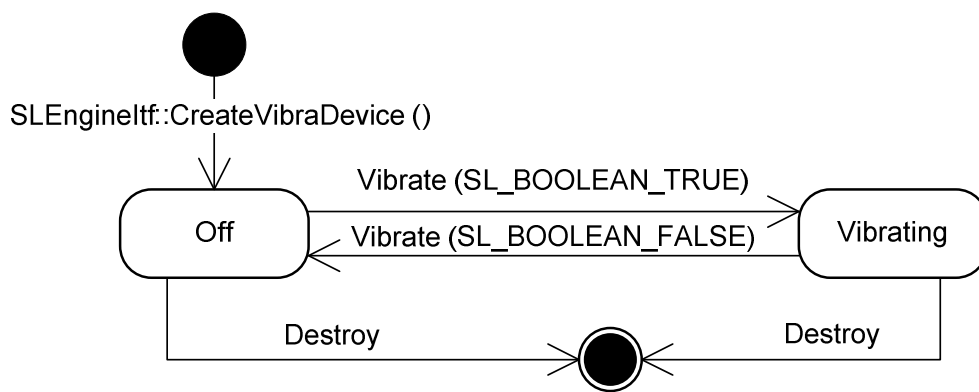 SLEngineItf::CreateVibraDevice ()
Vibrate (SL_BOOLEAN_TRUE)
Off
Vibrate (SL_BOOLEAN_FALSE)
Vibrating
Destroy
Destroy